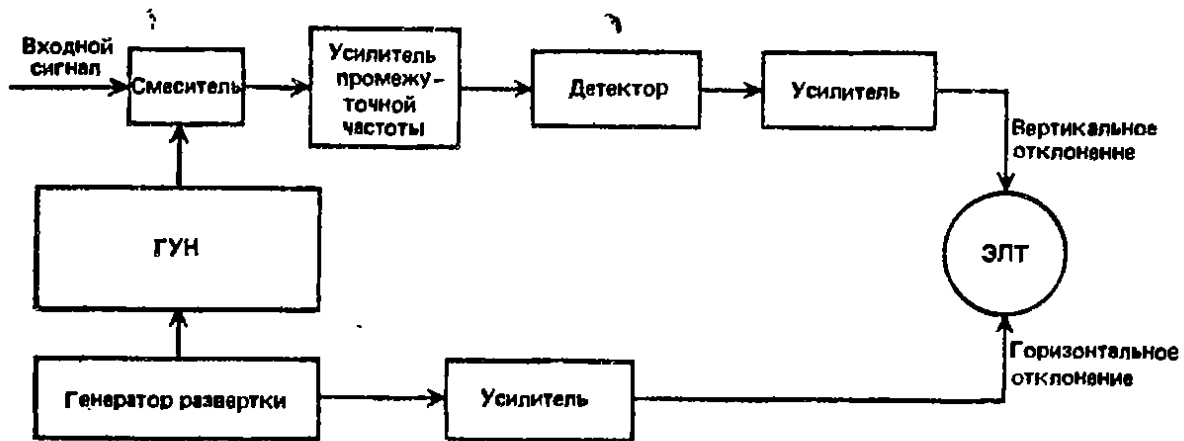 Входной
сигнал
Смеситель
Усилитель
промежу-
точной
частоты
Детектор
Усилитель
Вертикальное
отклонение
ГУН
ЭЛТ
Генератор развертки
Усилитель
Горизонтальное
отклонение